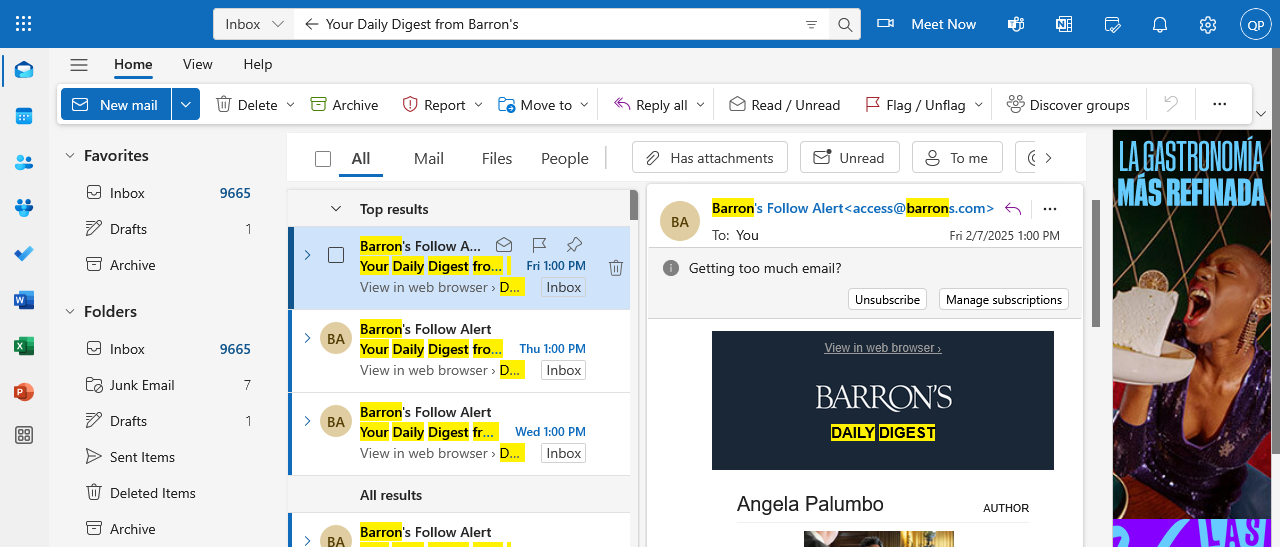 Inbox
Your Daily Digest from Barron's
Meet Now
QP
Home
View
Help
New mail
Delete
Archive
Report
Move to
Reply all
Read / Unread
Flag / Unflag
Discover groups
Favorites
Inbox 9665
Drafts 1
Archive
Folders
Inbox 9665
Junk Email 7
Drafts 1
Sent Items
Deleted Items
Archive
All
Mail
Files
People
Has attachments
Unread
To me
Top results
Barron's Follow A...
Your Daily Digest fro... Fri 1:00 PM
View in web browser › D... Inbox
BA
Barron's Follow Alert
Your Daily Digest fro... Thu 1:00 PM
View in web browser › D... Inbox
BA
Barron's Follow Alert
Your Daily Digest fr... Wed 1:00 PM
View in web browser › D... Inbox
All results
BA
Barron's Follow Alert
BA
Barron's Follow Alert<access@barrons.com>
To: You
Fri 2/7/2025 1:00 PM
Getting too much email?
Unsubscribe
Manage subscriptions
View in web browser ›
BARRON'S
DAILY DIGEST
Angela Palumbo
AUTHOR
LA GASTRONOMÍA
MÁS REFINADA
LAS